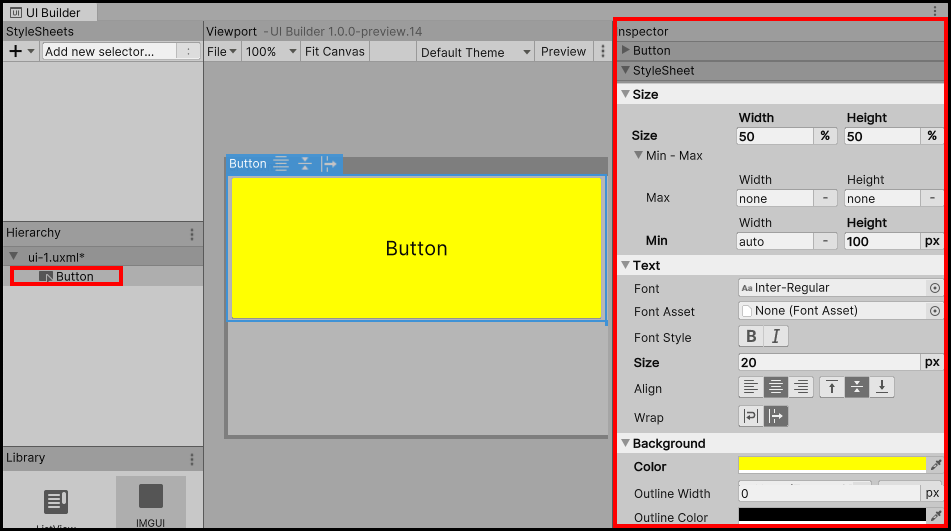 UI Builder
StyleSheets
Add new selector...
Hierarchy
ui-1.uxml*
Button
Library
ListView
IMGUI
Viewport - UI Builder 1.0.0-preview.14
File 100% Fit Canvas Default Theme Preview
Button
Button
nspector
Button
StyleSheet
Size
Width Height
Size 50 % 50 %
Min - Max
Width Height
Max none - none -
Width Height
Min auto - 100 px
Text
Font Aa Inter-Regular
Font Asset None (Font Asset)
Font Style B I
Size 20 px
Align
Wrap
Background
Color
Outline Width 0 px
Outline Color